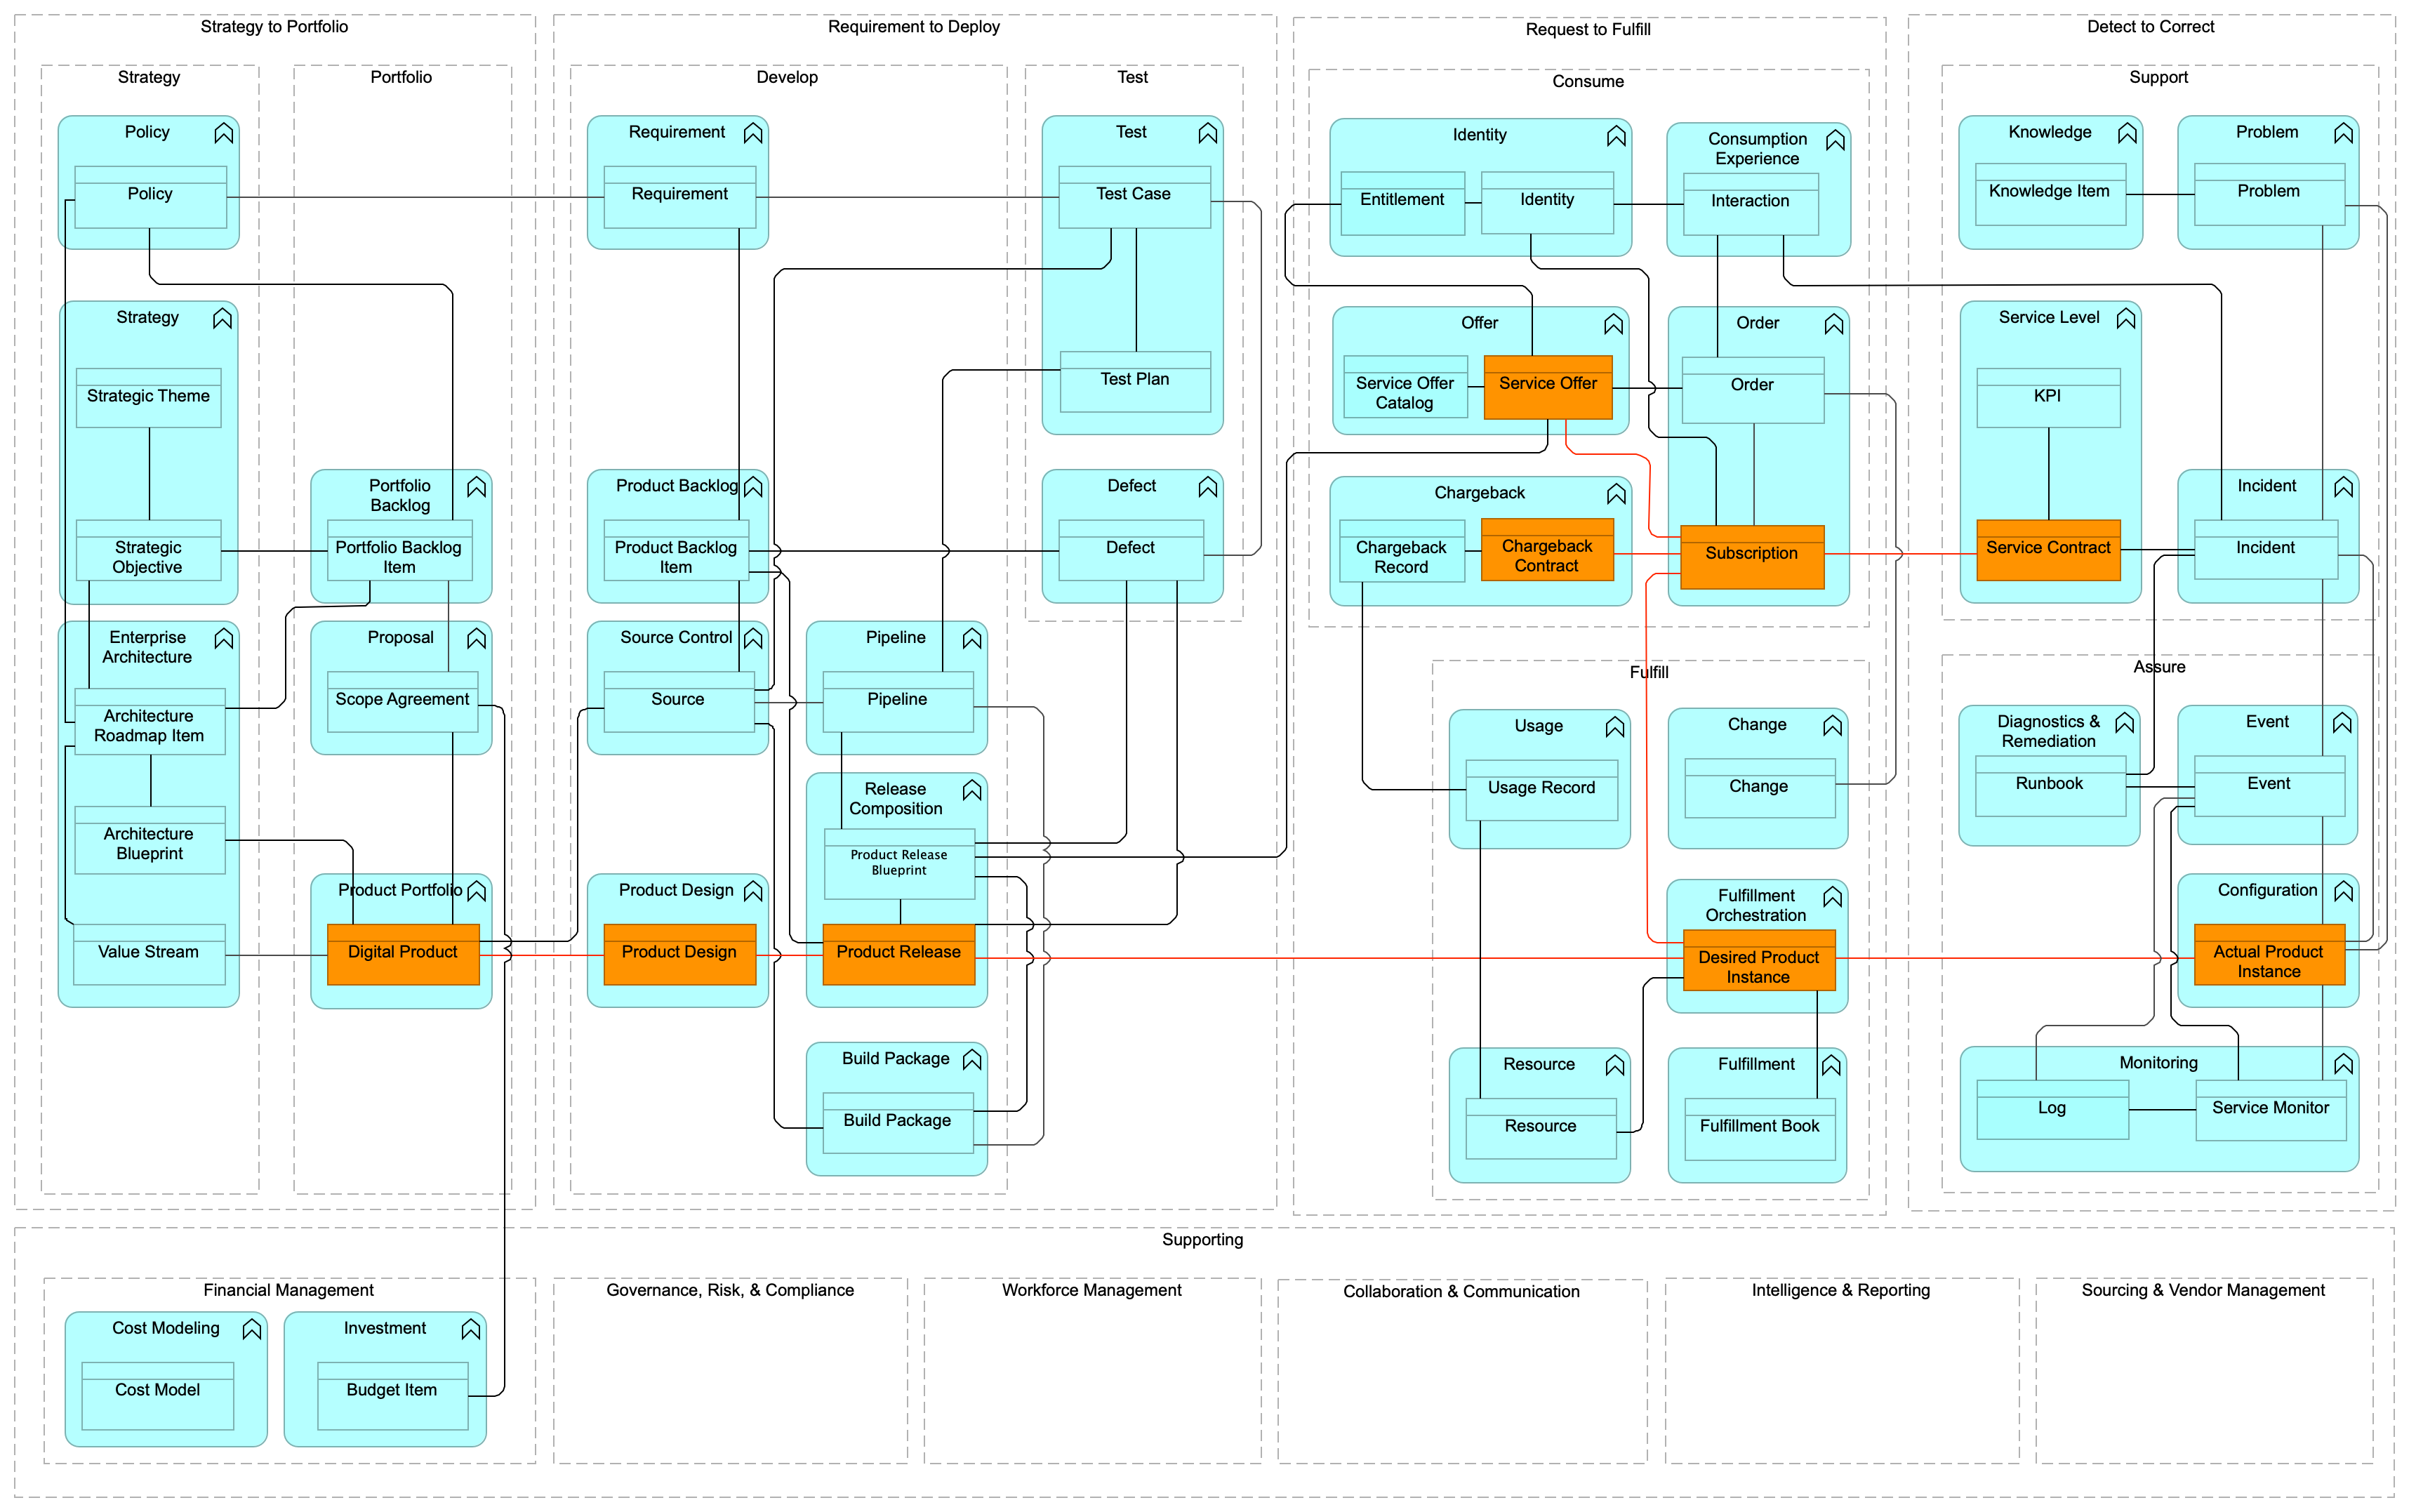 Strategy to Portfolio
Strategy
Portfolio
Policy
Policy
Strategy
Strategic Theme
Strategic
Objective
Portfolio
Backlog
Portfolio Backlog
Item
Enterprise
Architecture
Architecture
Roadmap Item
Architecture
Blueprint
Value Stream
Proposal
Scope Agreement
Product Portfolio
Digital Product
Requirement to Deploy
Develop
Test
Requirement
Requirement
Test
Test Case
Test Plan
Product Backlog
Product Backlog
Item
Defect
Defect
Source Control
Source
Pipeline
Pipeline
Release
Composition
Product Release
Blueprint
Product Release
Product Design
Product Design
Build Package
Build Package
Request to Fulfill
Consume
Identity
Entitlement
Identity
Consumption
Experience
Interaction
Offer
Service Offer
Catalog
Service Offer
Order
Order
Subscription
Chargeback
Chargeback
Record
Chargeback
Contract
Fulfill
Usage
Usage Record
Change
Change
Fulfillment
Orchestration
Desired Product
Instance
Resource
Resource
Fulfillment
Fulfillment Book
Detect to Correct
Support
Knowledge
Knowledge Item
Problem
Problem
Service Level
KPI
Service Contract
Incident
Incident
Assure
Diagnostics &
Remediation
Runbook
Event
Event
Configuration
Actual Product
Instance
Monitoring
Log
Service Monitor
Supporting
Financial Management
Cost Modeling
Cost Model
Investment
Budget Item
Governance, Risk, & Compliance
Workforce Management
Collaboration & Communication
Intelligence & Reporting
Sourcing & Vendor Management